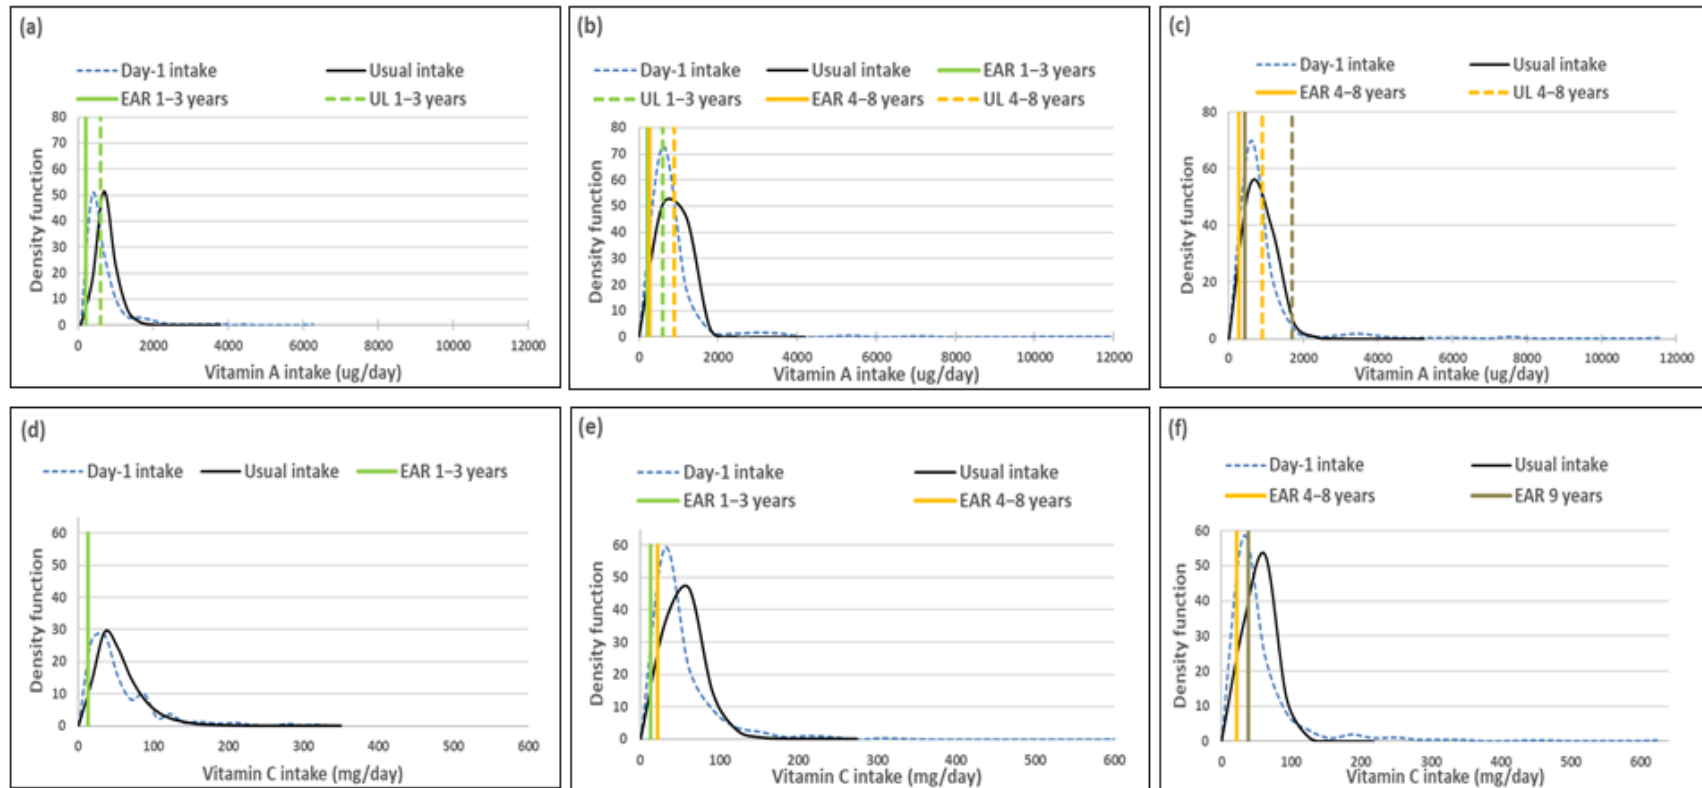 (a)
Day-1 intake Usual intake
EAR 1–3 years UL 1–3 years
80
70
60
50
40
30
20
10
0
Density function
0 2000 4000 6000 8000 10000 12000
Vitamin A intake (ug/day)
(b)
Day-1 intake Usual intake EAR 1–3 years
UL 1–3 years EAR 4–8 years UL 4–8 years
80
70
60
50
40
30
20
10
0
Density function
0 2000 4000 6000 8000 10000 12000
Vitamin A intake (ug/day)
(c)
Day-1 intake Usual intake
EAR 4–8 years UL 4–8 years
80
60
40
20
0
Density function
0 2000 4000 6000 8000 10000 12000
Vitamin A intake (ug/day)
(d)
Day-1 intake Usual intake EAR 1–3 years
60
50
40
30
20
10
0
Density function
0 100 200 300 400 500 600
Vitamin C intake (mg/day)
(e)
Day-1 intake Usual intake
EAR 1–3 years EAR 4–8 years
60
50
40
30
20
10
0
Density function
0 100 200 300 400 500 600
Vitamin C intake (mg/day)
(f)
Day-1 intake Usual intake
EAR 4–8 years EAR 9 years
60
50
40
30
20
10
0
Density function
0 100 200 300 400 500 600
Vitamin C intake (mg/day)